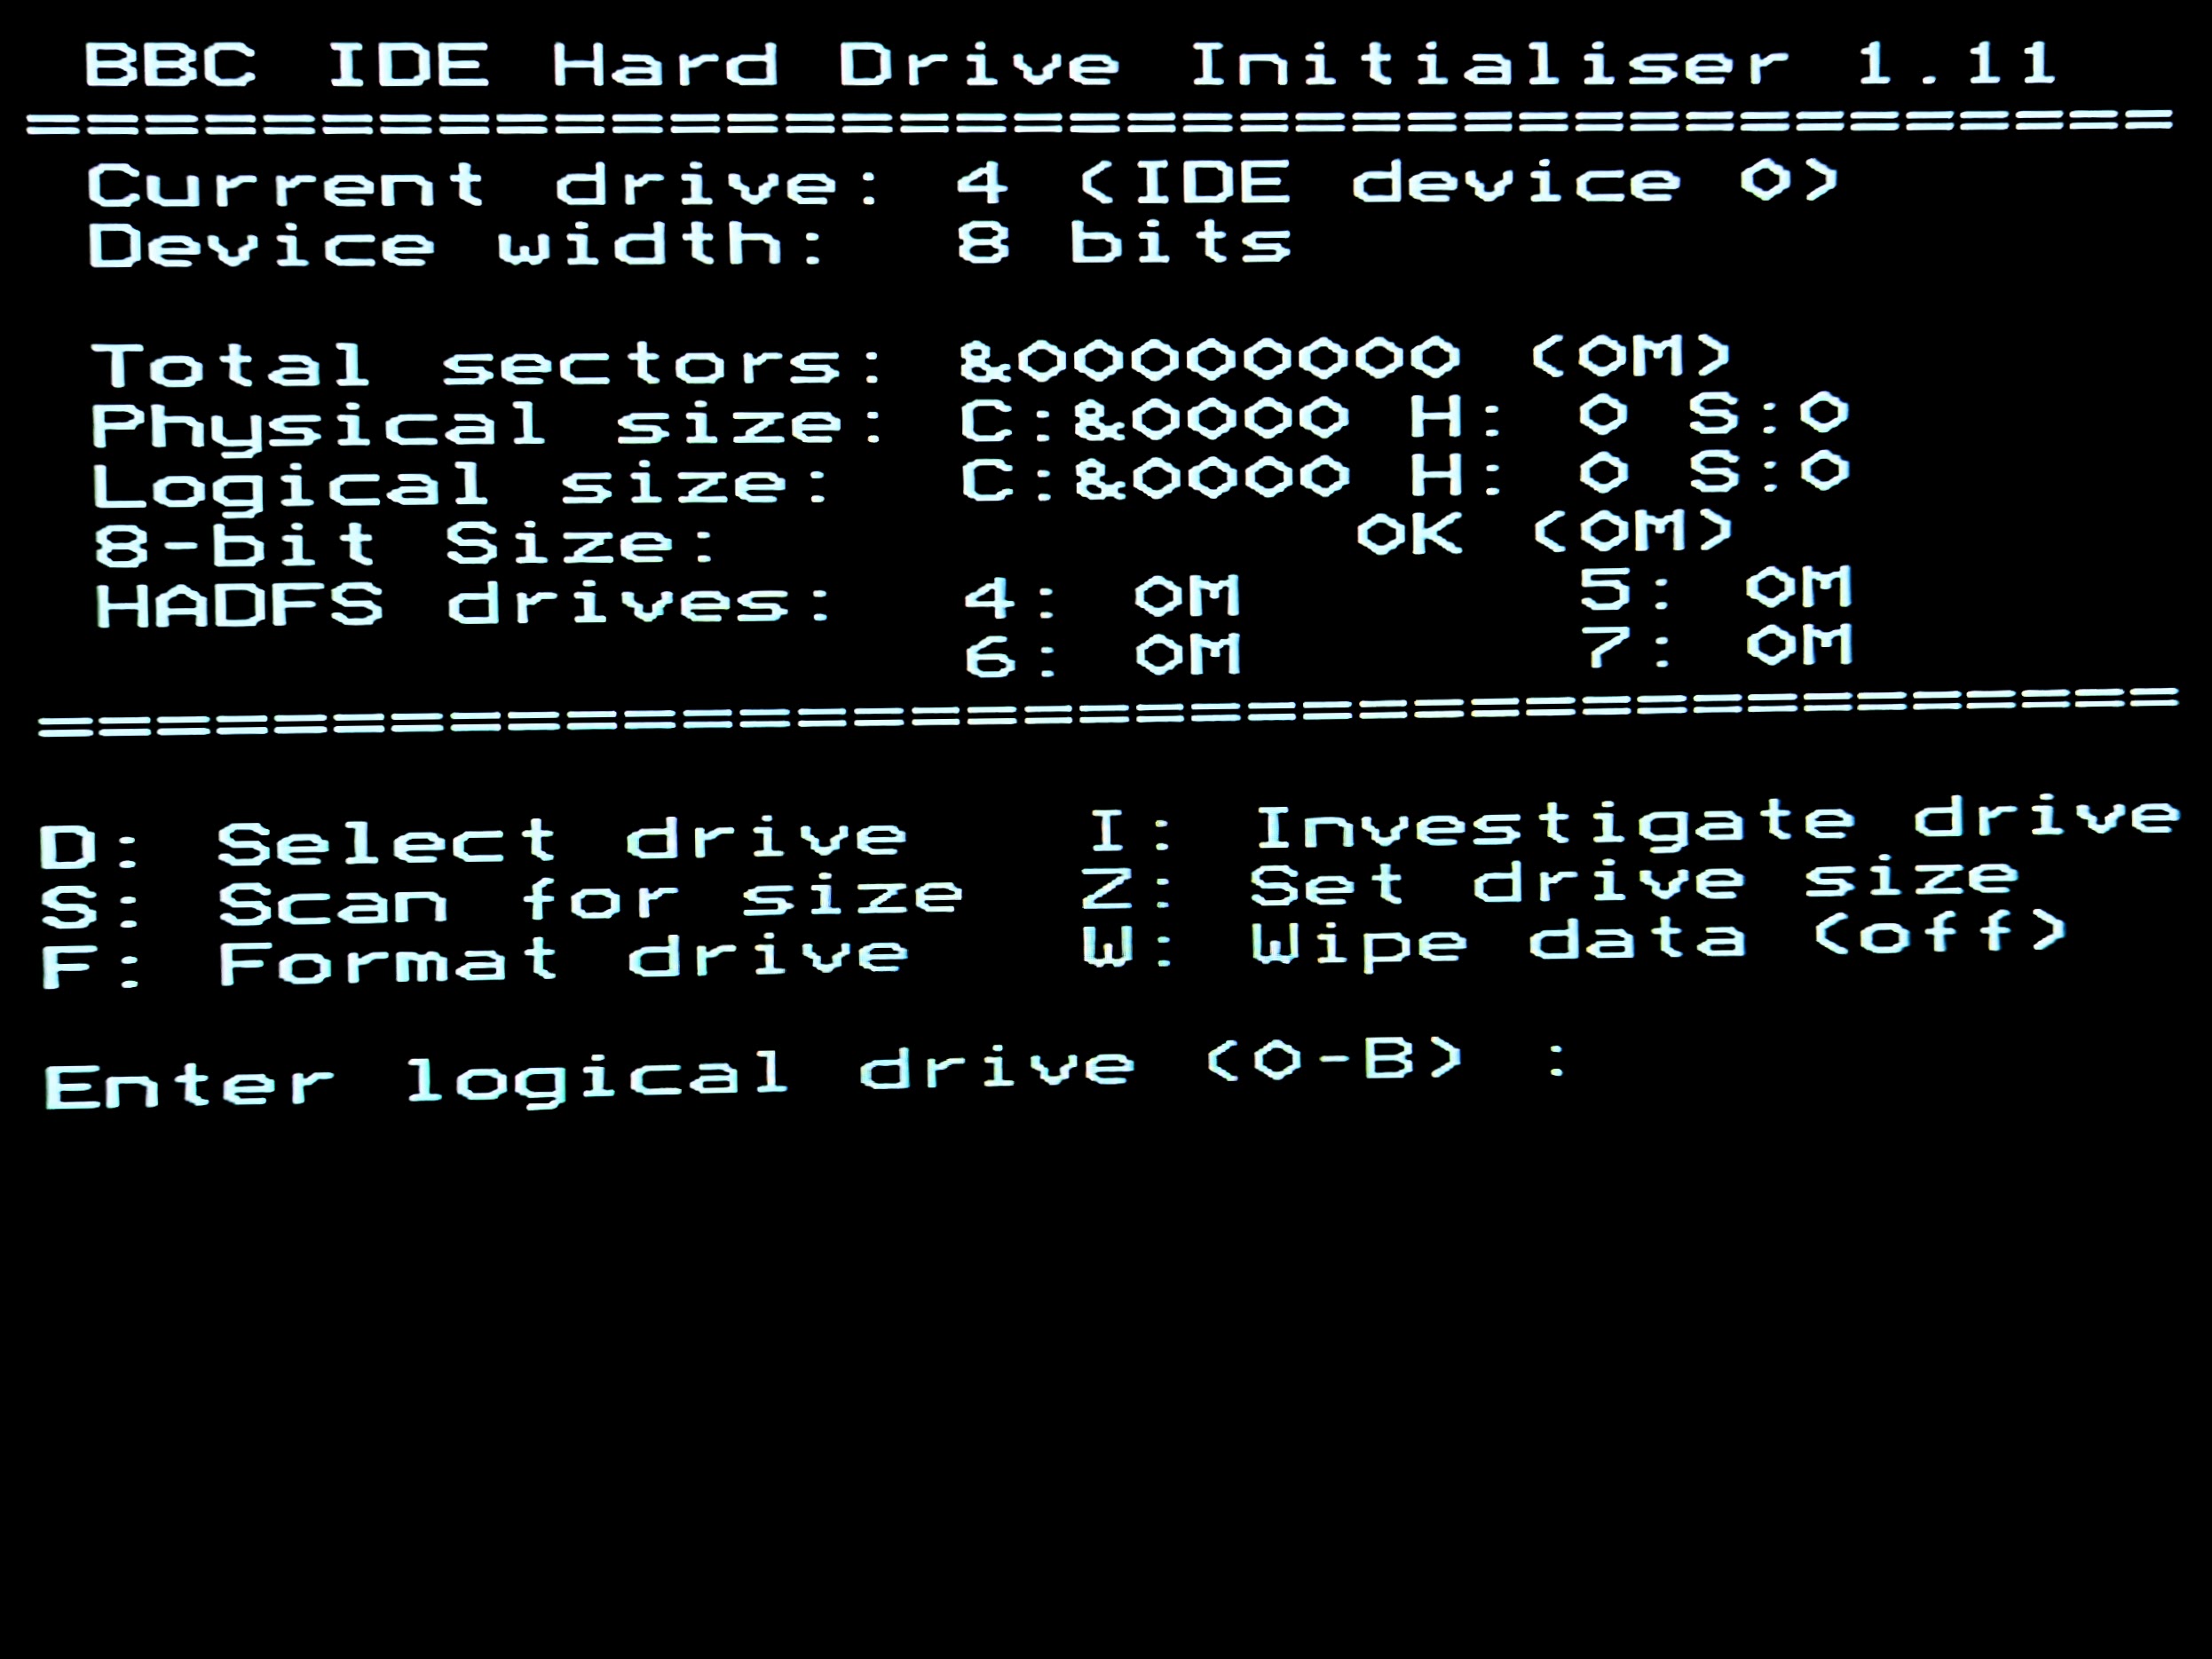 BBC IDE Hard Drive Initialiser 1.11
======================================
Current drive: 4 (IDE device 0)
Device width: 8 bits
Total sectors: &00000000 (0M)
Physical size: C:&0000 H: 0 S:0
Logical size: C:&0000 H: 0 S:0
8-bit Size: OK (0M)
HADFS drives: 4: 0M 5: 0M
6: 0M 7: 0M
======================================
D: Select drive I: Investigate drive
S: Scan for size Z: Set drive size
F: Format drive W: Wipe data (off)
Enter logical drive (0-B) :